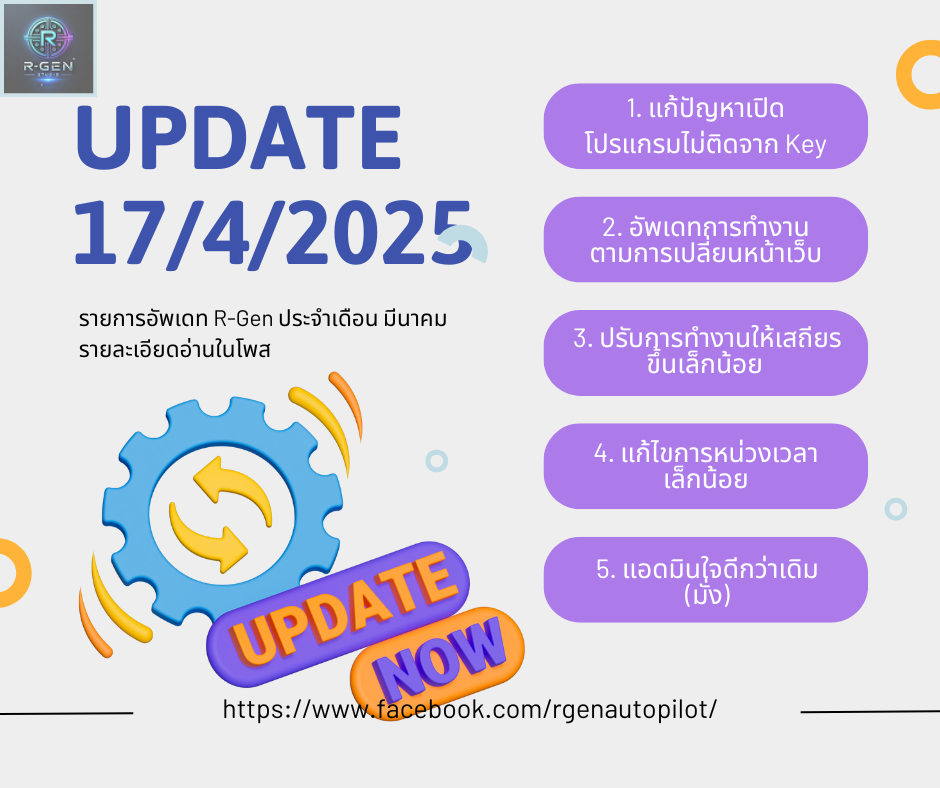 R-GEN
UPDATE
17/4/2025
รายการอัพเดท R-Gen ประจำเดือน มีนาคม
รายละเอียดอ่านในโพส
1. แก้ปัญหาเปิด
โปรแกรมไม่ติดจาก Key
2. อัพเดทการทำงาน
ตามการเปลี่ยนหน้าเว็บ
3. ปรับการทำงานให้เสถียร
ขึ้นเล็กน้อย
4. แก้ไขการหน่วงเวลา
เล็กน้อย
5. แอดมินใจดีกว่าเดิม
(มั้ง)
UPDATE
NOW
https://www.facebook.com/rgenautopilot/